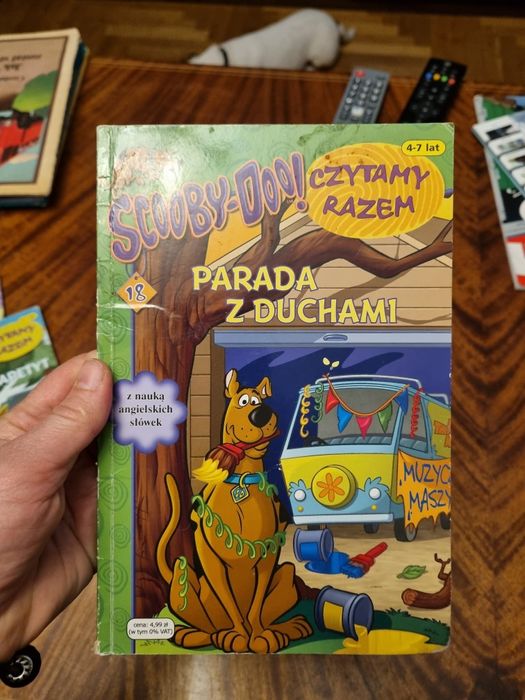 4-7 lat
SCOOBY-DOO!
CZYTAMY
RAZEM
18
PARADA
Z DUCHAMI
z nauką
angielskich
słówek
MUZYC
MASZY
cena: 4,99 zł
(w tym 0% VAT)
RAZEM